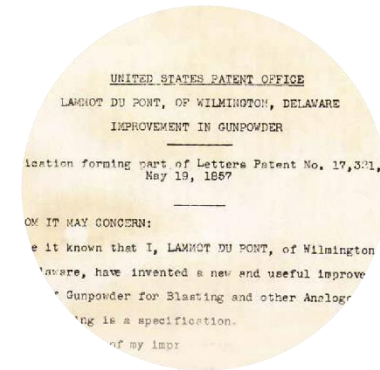 UNITED STATES PATENT OFFICE
LAMMOT DU PONT, OF WILMINGTON, DELAWARE
IMPROVEMENT IN GUNPOWDER
ication forming part of Letters Patent No. 17,321,
May 19, 1857
OM IT MAY CONCERN:
e it known that I, LAMMOT DU PONT, of Wilmington
laware, have invented a new and useful improve
Gunpowder for Blasting and other Analogo
ing is a specification.
of my impr